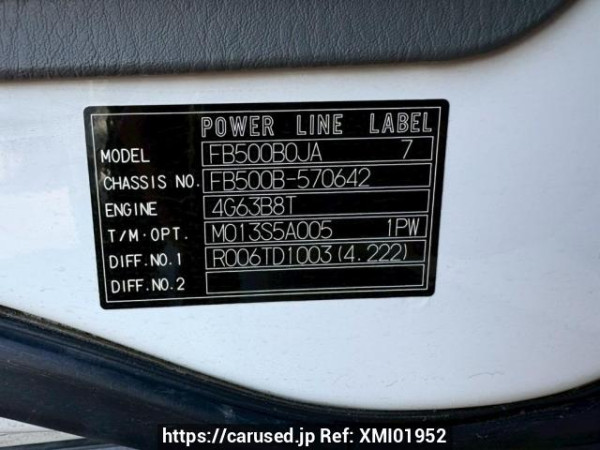 POWER LINE LABEL
MODEL FB500B0JA 7
CHASSIS NO. FB500B-570642
ENGINE 4G63B8T
T/M·OPT. M013S5A005 1PW
DIFF.NO.1 R006TD1003(4.222)
DIFF.NO.2
https://carused.jp Ref: XMI01952